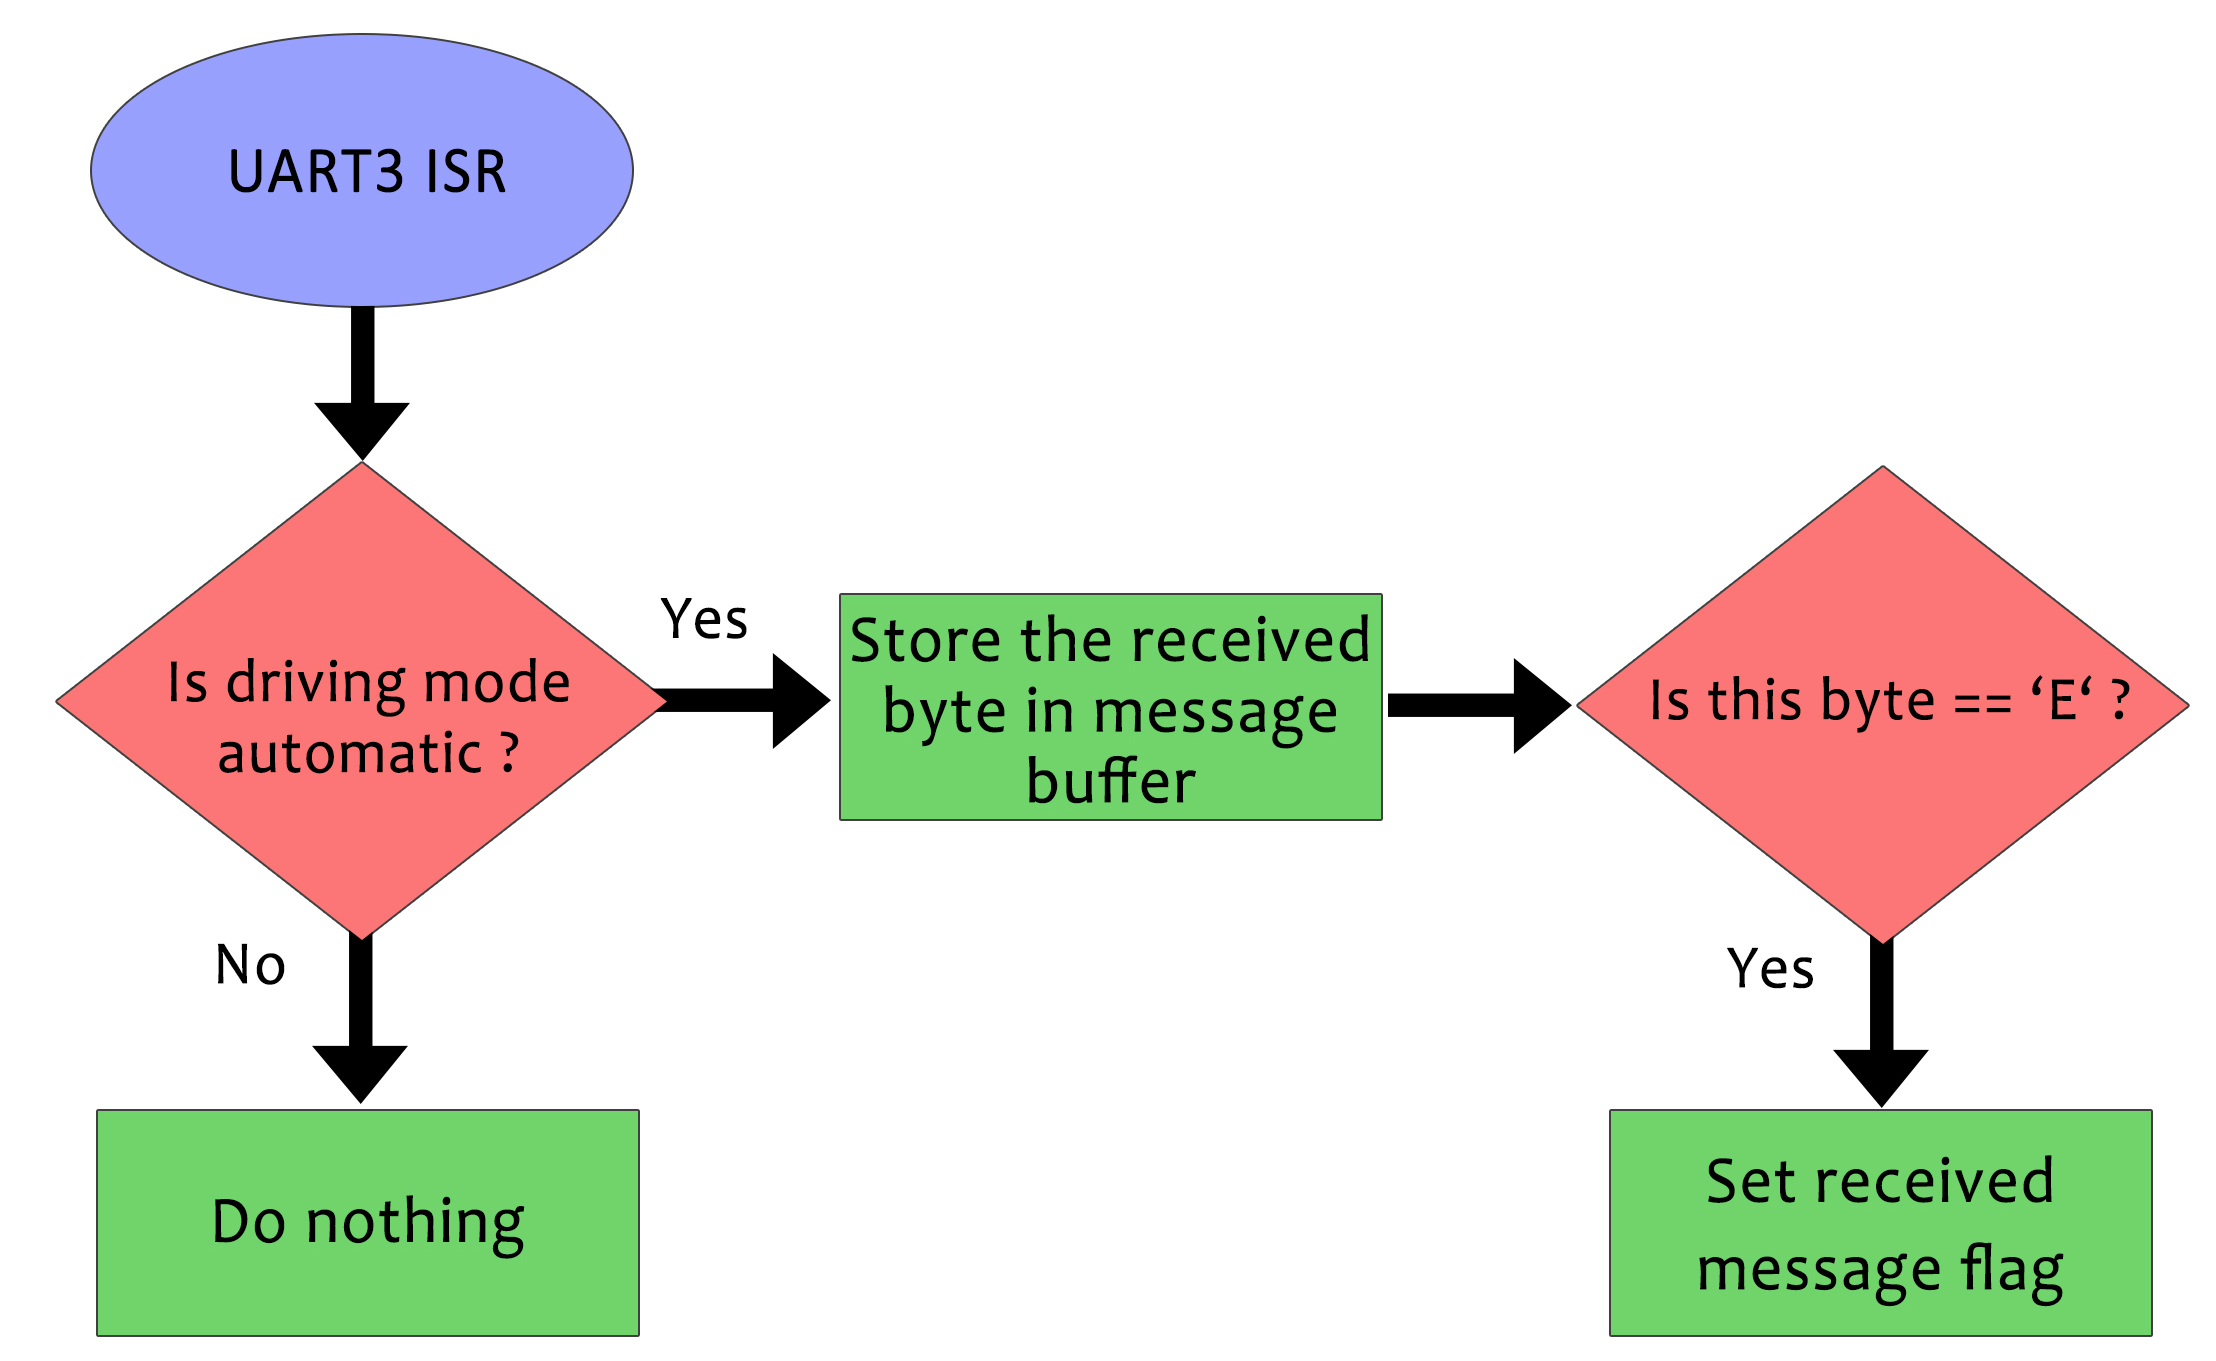 UART3 ISR
Is driving mode
automatic ?
Yes
Store the received
byte in message
buffer
Is this byte == ‘E‘ ?
No
Yes
Do nothing
Set received
message flag